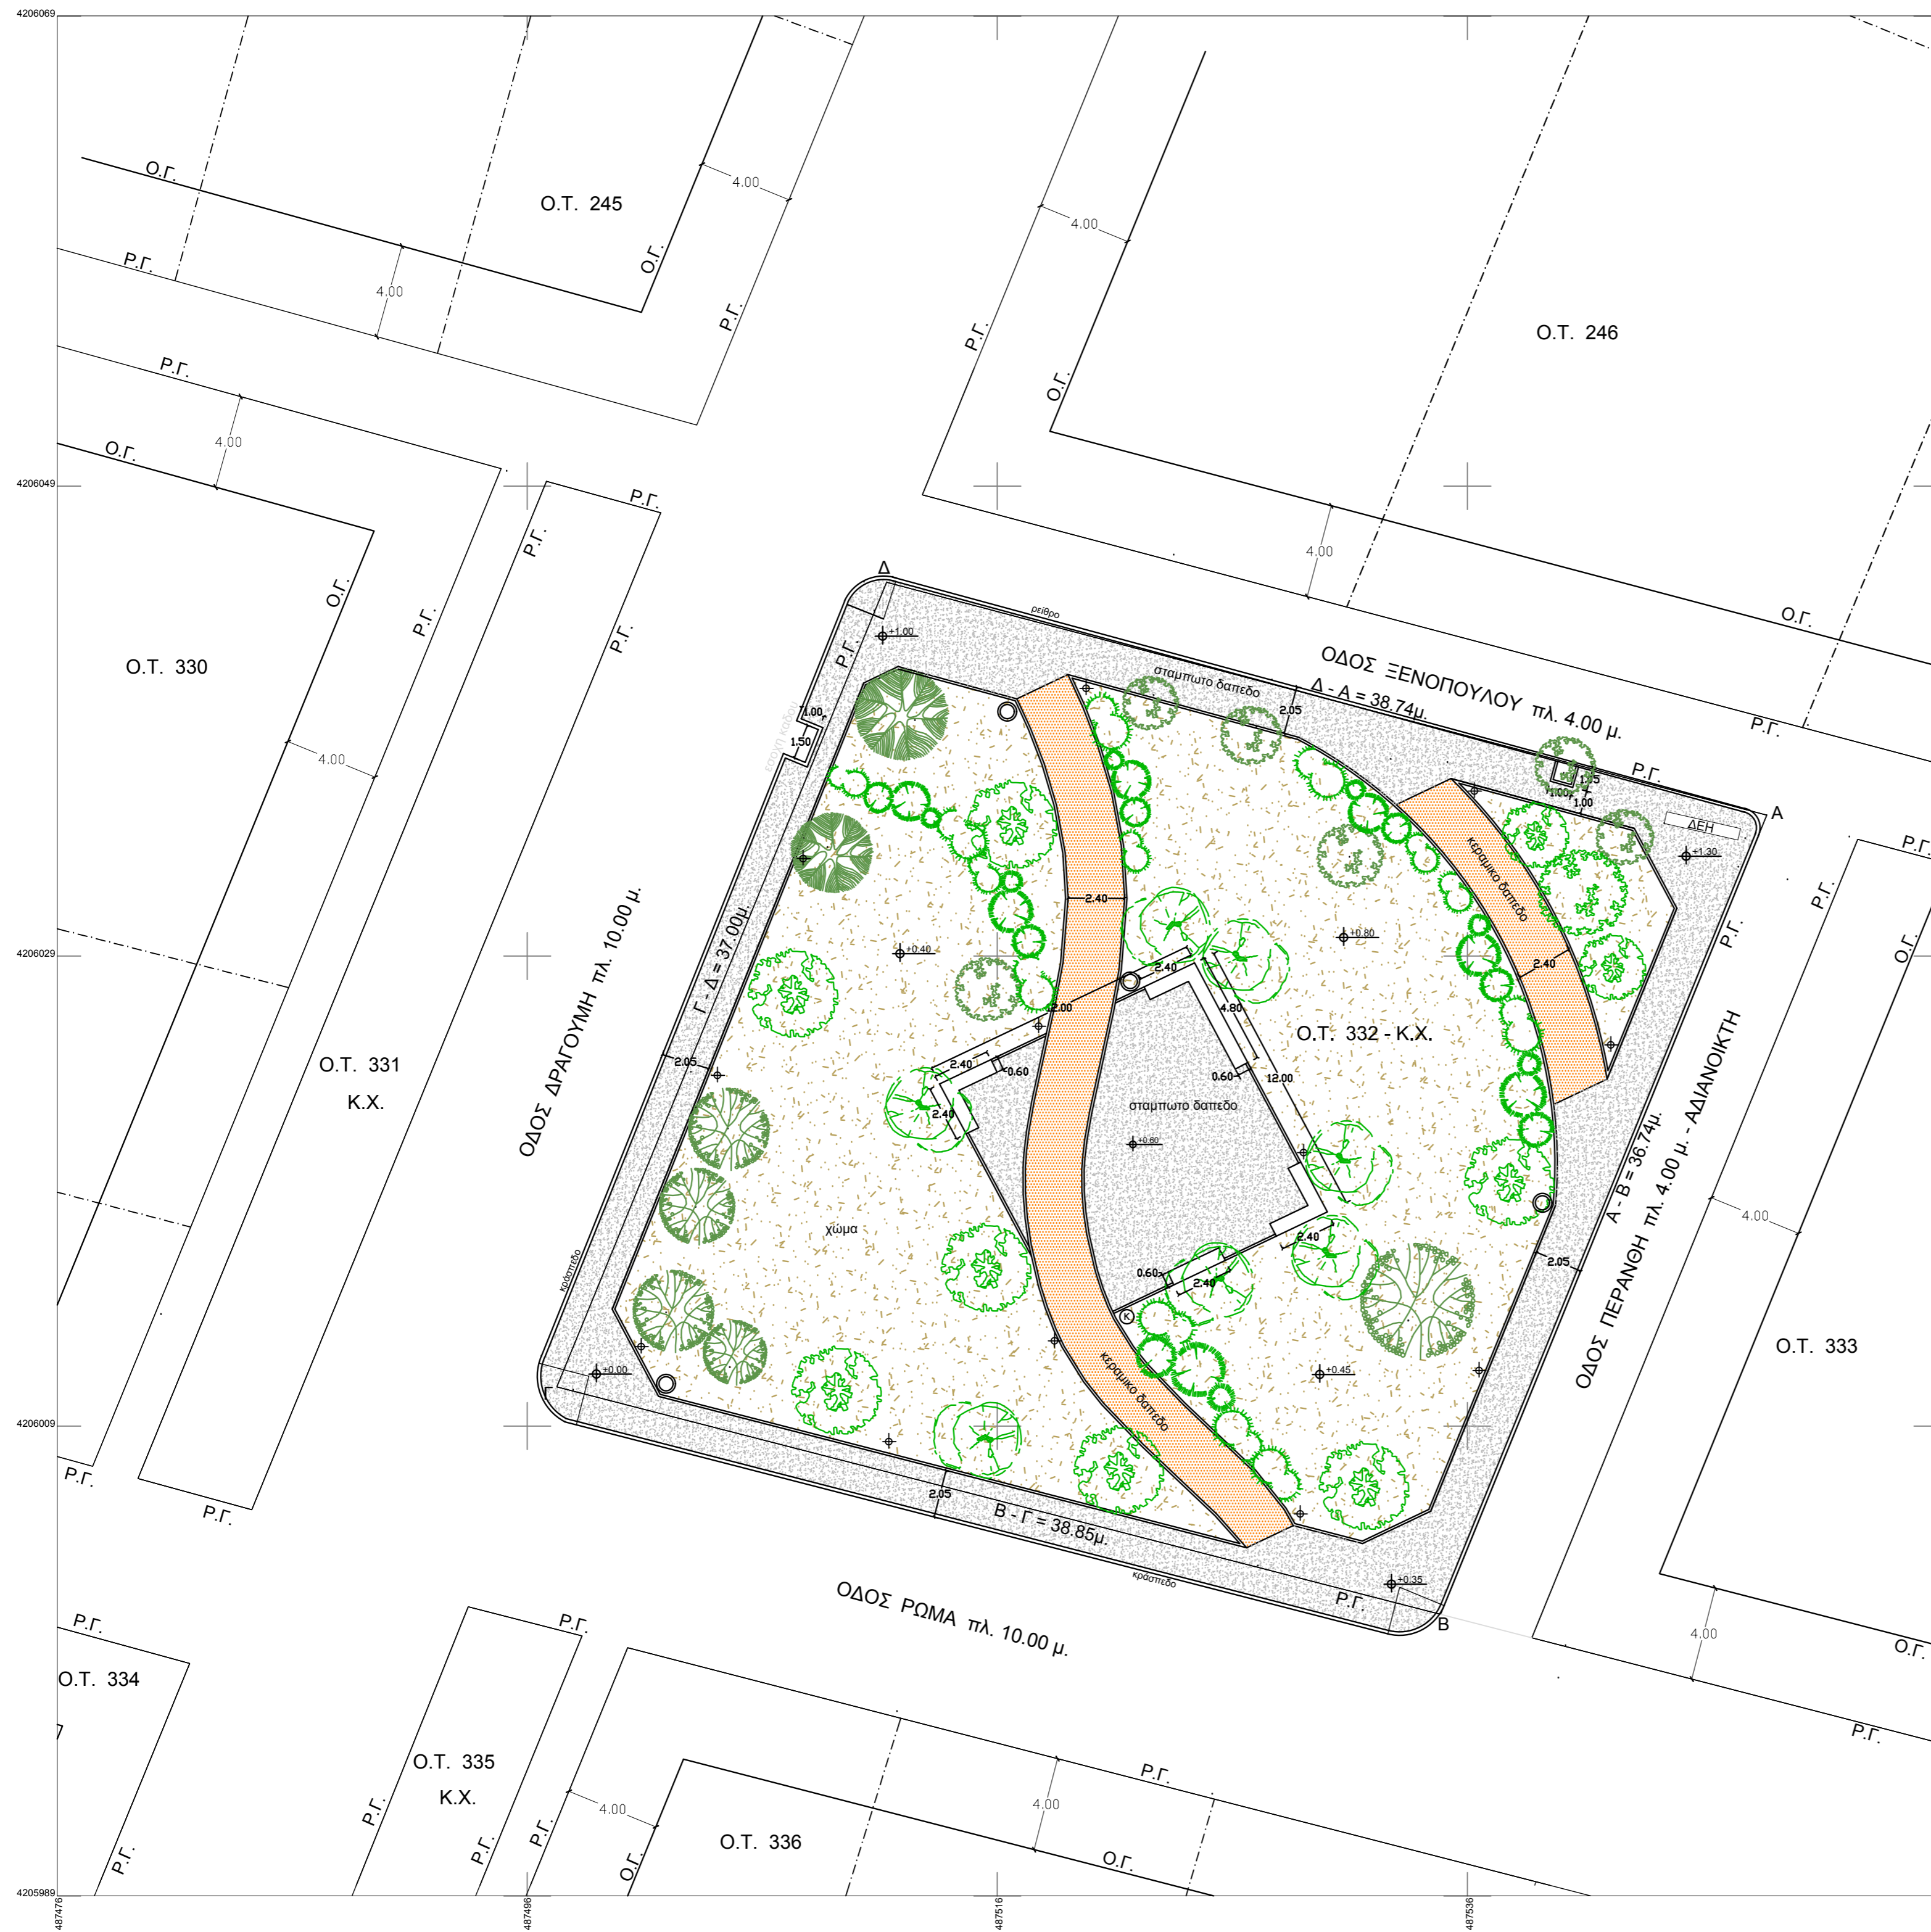 4206069
Ο.Γ.
Ο.Τ. 245
4.00
Ρ.Γ.
4.00
Ο.Γ.
Ρ.Γ.
4.00
Ρ.Γ.
Ο.Γ.
Ο.Τ. 246
Ρ.Γ.
4.00
Ο.Γ.
4206049
Ρ.Γ.
Ρ.Γ.
4.00
Ο.Γ.
Ο.Γ.
Ρ.Γ.
Ρ.Γ.
Ο.Τ. 330
4.00
Δ
ρείθρο
+1.00
Ρ.Γ.
σταμπωτο δαπεδο
ΟΔΟΣ ΞΕΝΟΠΟΥΛΟΥ πλ. 4.00 μ.
Δ - Α = 38.74μ.
2.05
Ρ.Γ.
Ρ.Γ.
1.00
1.50
1.00
1.00
Α
ΔΕΗ
+1.30
Ρ.Γ.
Ρ.Γ.
Ρ.Γ.
Ο.Γ.
κεραμικο δαπεδο
2.40
+0.80
+0.40
2.40
4206029
2.40
4.80
12.00
Γ - Δ = 37.00μ.
ΟΔΟΣ ΔΡΑΓΟΥΜΗ πλ. 10.00 μ.
2.05
Ο.Τ. 332 - Κ.Χ.
2.40
0.60
0.60
12.00
2.40
σταμπωτο δαπεδο
+0.60
Ο.Τ. 331
Κ.Χ.
Α - Β = 36.74μ.
ΟΔΟΣ ΠΕΡΑΝΘΗ πλ. 4.00 μ. - ΑΔΙΑΝΟΙΚΤΗ
4.00
χώμα
2.40
2.05
0.60
2.40
κράσπεδο
Κ
Ο.Τ. 333
+0.00
Γ
κεραμικο δαπεδο
+0.45
4206009
Ρ.Γ.
Ρ.Γ.
2.05
Β - Γ = 38.85μ.
κράσπεδο
+0.35
Ρ.Γ.
Β
ΟΔΟΣ ΡΩΜΑ πλ. 10.00 μ.
Ρ.Γ.
Ρ.Γ.
4.00
Ο.Γ.
Ρ.Γ.
Ο.Τ. 334
Ο.Τ. 335
Κ.Χ.
Ρ.Γ.
Ρ.Γ.
4.00
4.00
Ρ.Γ.
Ρ.Γ.
Ρ.Γ.
Ο.Τ. 336
Ο.Γ.
Ο.Γ.
4205989
487476
487496
487516
487536